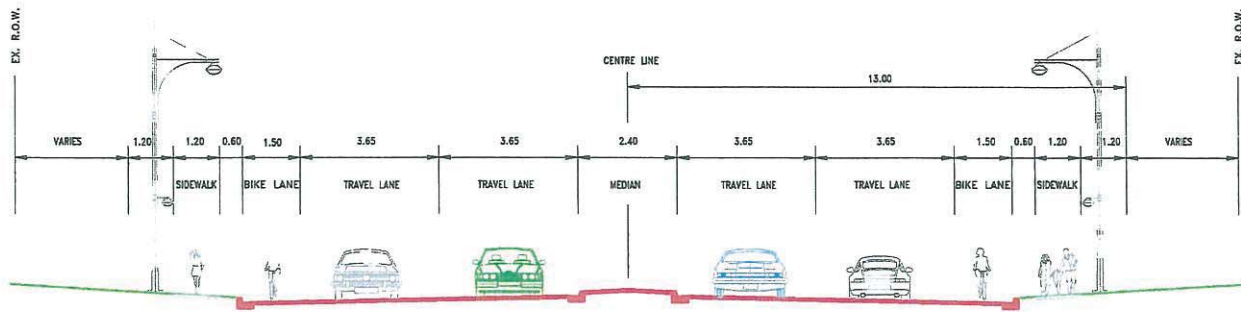 EX. R.O.W.
EX. R.O.W.
CENTRE LINE
13.00
VARIES 1.20 1.20 0.60 1.50 3.65 3.65 2.40 3.65 3.65 1.50 0.60 1.20 1.20 VARIES
SIDEWALK BIKE LANE TRAVEL LANE TRAVEL LANE MEDIAN TRAVEL LANE TRAVEL LANE BIKE LANE SIDEWALK